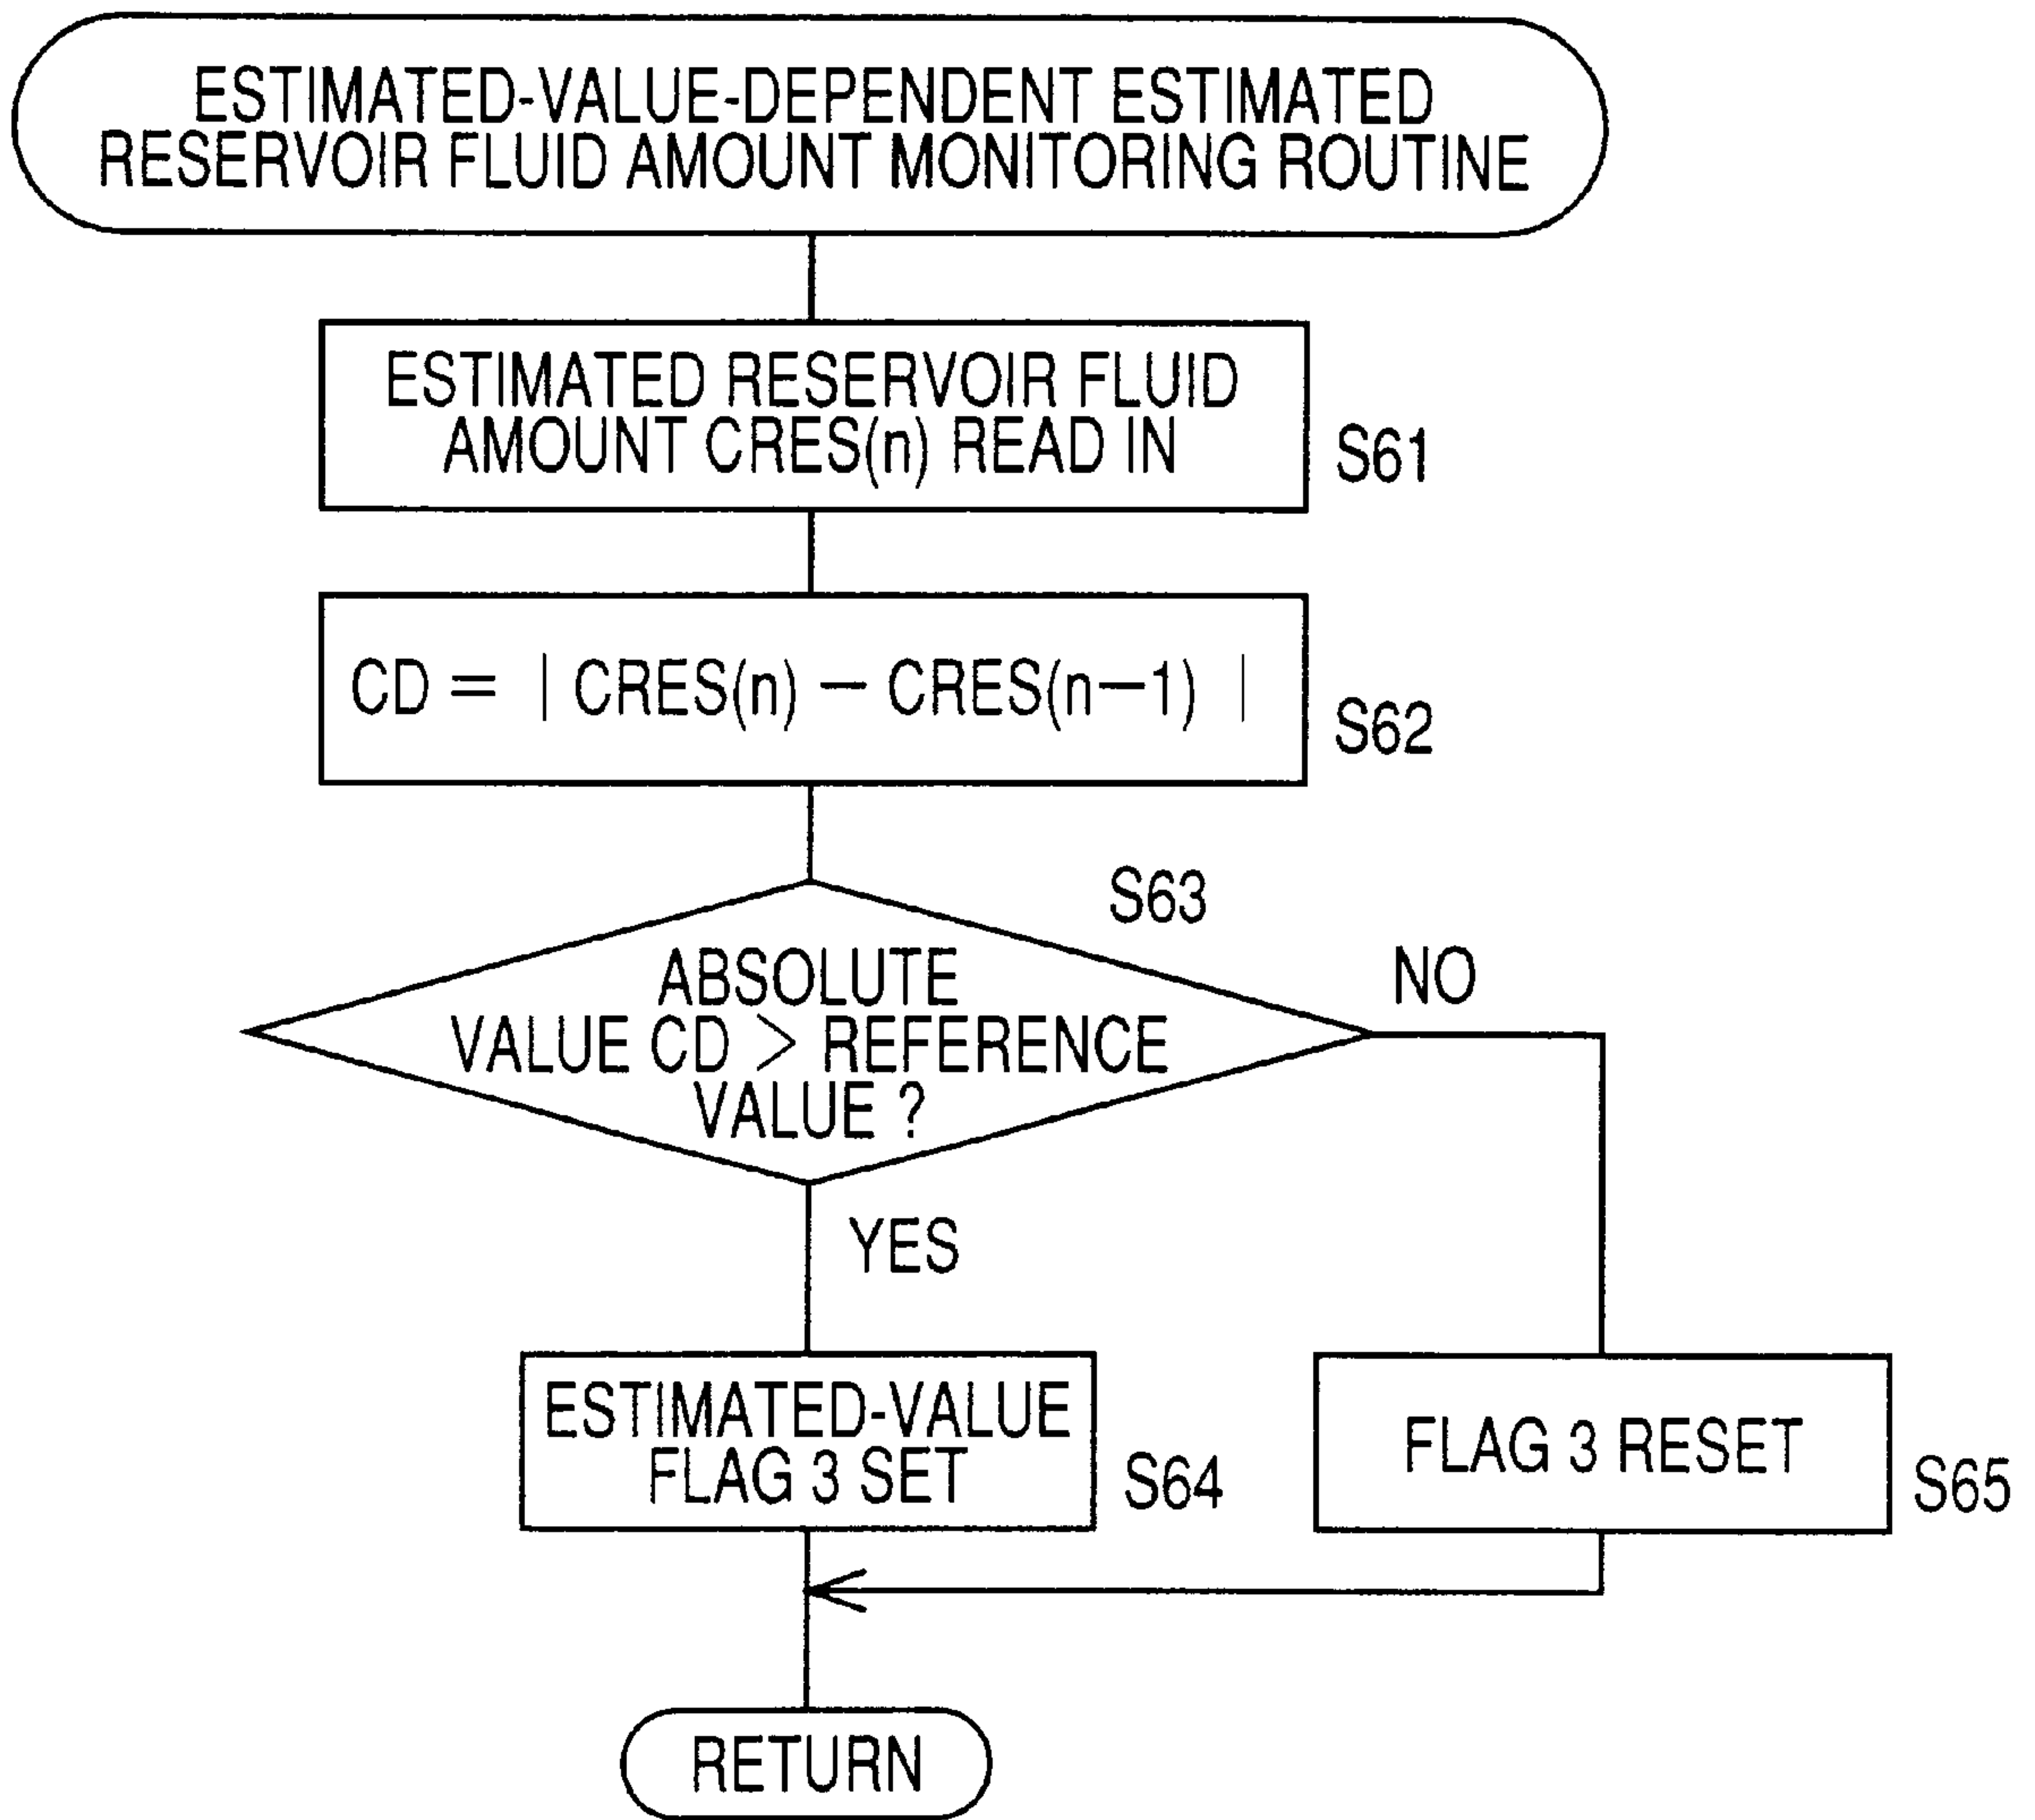 ESTIMATED-VALUE-DEPENDENT ESTIMATED
RESERVOIR FLUID AMOUNT MONITORING ROUTINE
ESTIMATED RESERVOIR FLUID
AMOUNT CRES(n) READ IN
S61
CD = | CRES(n) − CRES(n−1) |
S62
S63
ABSOLUTE
VALUE CD > REFERENCE
VALUE ?
NO
YES
ESTIMATED-VALUE
FLAG 3 SET
S64
FLAG 3 RESET
S65
RETURN